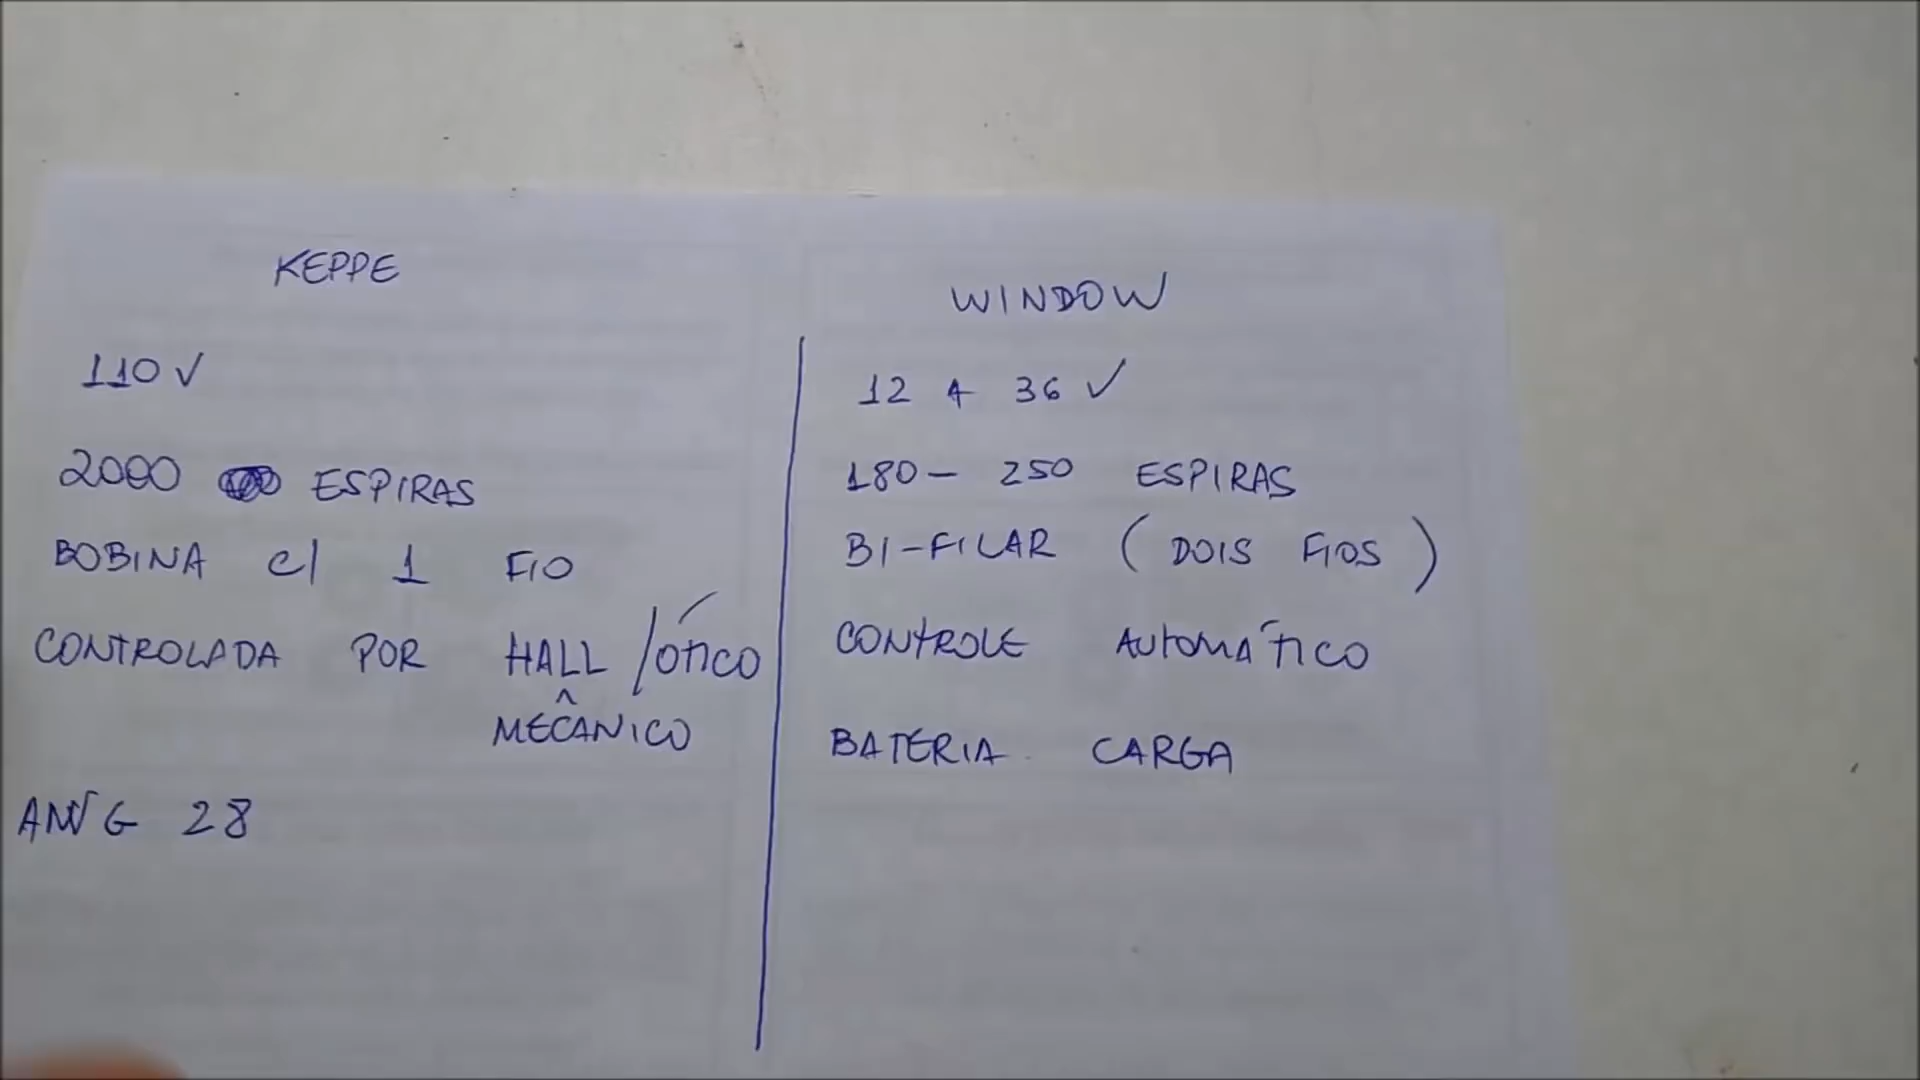 KEPPE
110 V
2000 ESPIRAS
BOBINA c/ 1 FIO
CONTROLADA POR HALL / ÓTICO
MECÂNICO
AWG 28
WINDOW
12 A 36 V
180 - 250 ESPIRAS
BI-FILAR (DOIS FIOS)
CONTROLE AUTOMÁTICO
BATERIA CARGA